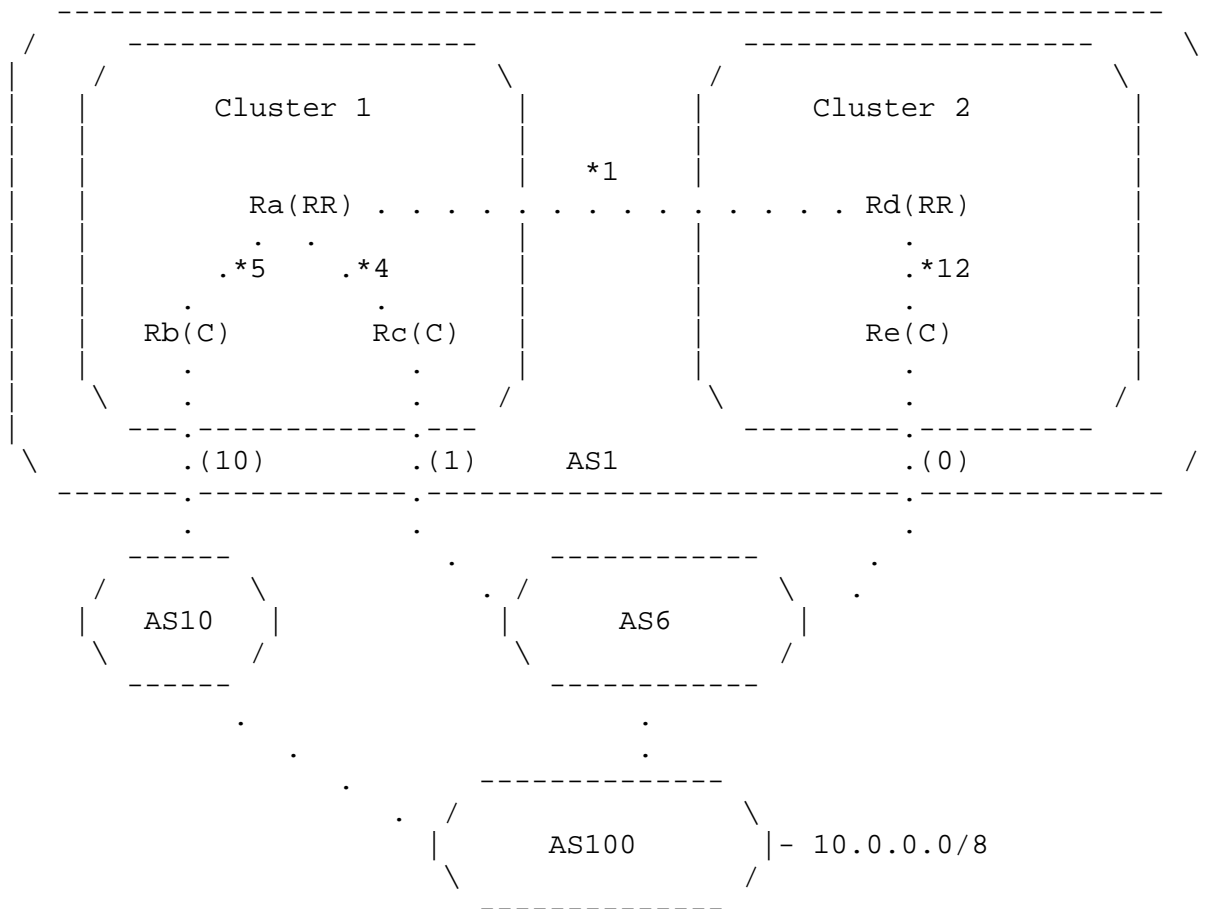 Cluster 1 Cluster 2
*1
Ra(RR) . . . . . . . . . . . . . . Rd(RR)
.*5 .*4 .*12
Rb(C) Rc(C) Re(C)
.(10) .(1) AS1 .(0)
AS10 AS6
AS100 |- 10.0.0.0/8